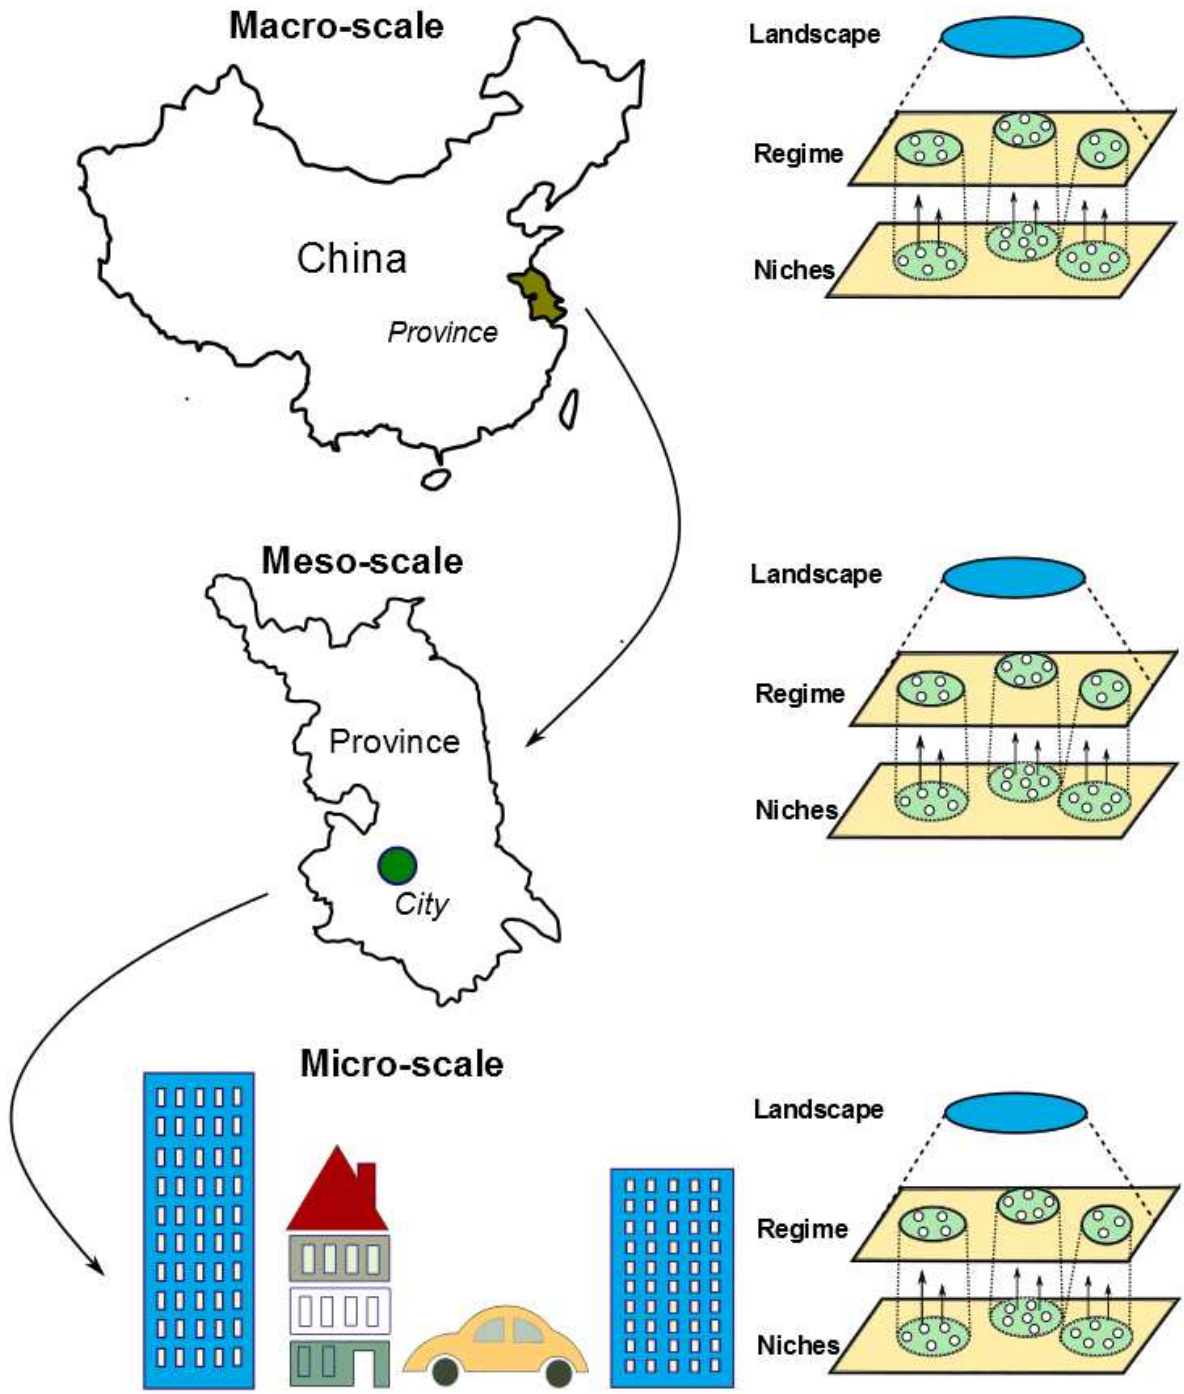 Macro-scale
Landscape
Regime
Niches
China
Province
Meso-scale
Landscape
Regime
Niches
Province
City
Micro-scale
Landscape
Regime
Niches